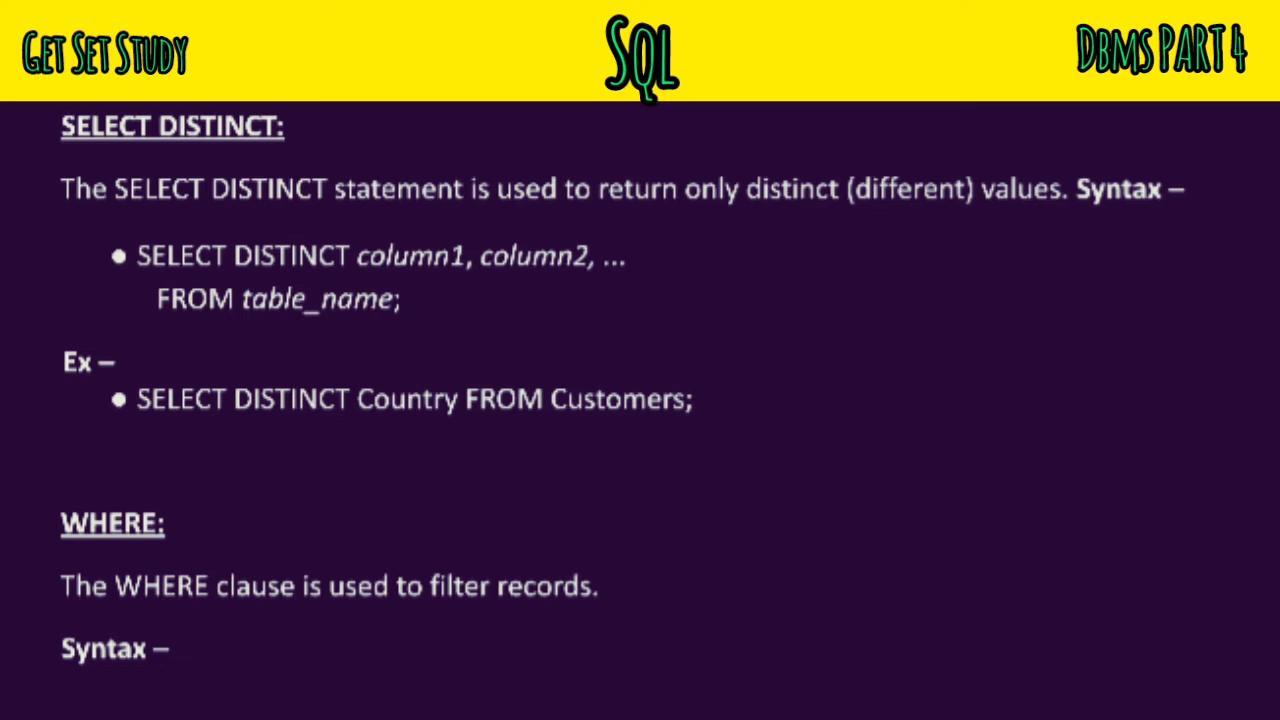 Get Set Study
Sql
Dbms PART 4
SELECT DISTINCT:
The SELECT DISTINCT statement is used to return only distinct (different) values. Syntax –
● SELECT DISTINCT column1, column2, ...
FROM table_name;
Ex –
● SELECT DISTINCT Country FROM Customers;
WHERE:
The WHERE clause is used to filter records.
Syntax –